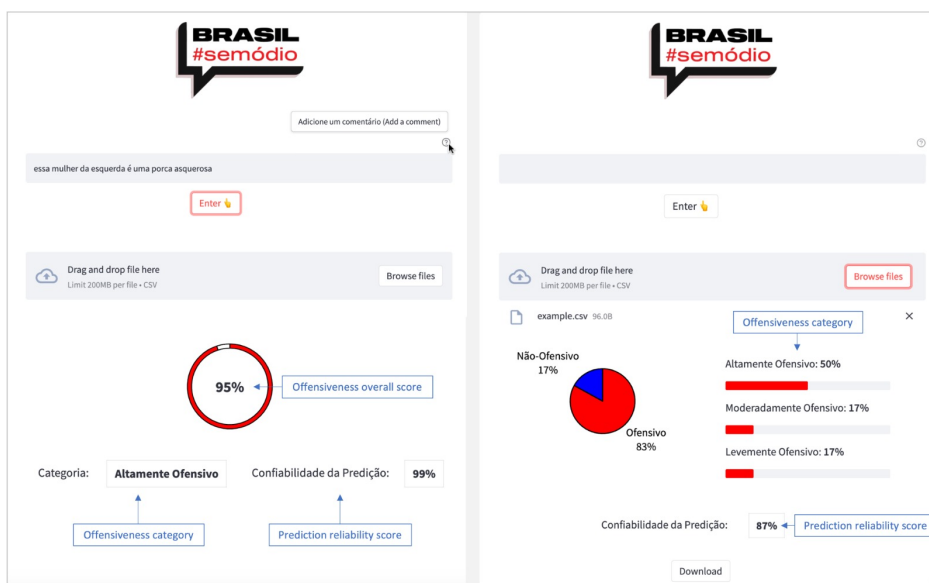 BRASIL
#semódio
Adicione um comentário (Add a comment)
essa mulher da esquerda é uma porca asquerosa
Enter 👆
Drag and drop file here
Limit 200MB per file • CSV
Browse files
95%
Offensiveness overall score
Categoria:
Altamente Ofensivo
Confiabilidade da Predição:
99%
Offensiveness category
Prediction reliability score
BRASIL
#semódio
Enter 👆
Drag and drop file here
Limit 200MB per file • CSV
Browse files
example.csv 96.0B
Offensiveness category
Não-Ofensivo
17%
Ofensivo
83%
Altamente Ofensivo: 50%
Moderadamente Ofensivo: 17%
Levemente Ofensivo: 17%
Confiabilidade da Predição:
87%
Prediction reliability score
Download